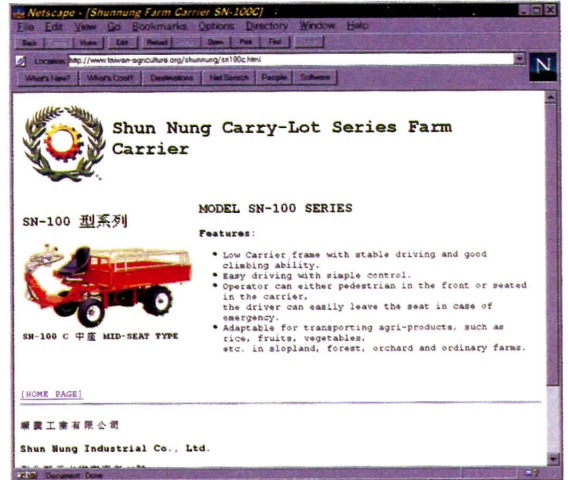 Netscape - [Shunnung Farm Carrier SN-100C]
File Edit View Go Bookmarks Options Directory Window Help
Back Home Edit Reload Open Print Find
Location: http://www.taiwan-agriculture.org/shunnung/sn100c.html
What's New! What's Cool! Destinations Net Search People Software
N
Shun Nung Carry-Lot Series Farm
Carrier
SN-100 型系列
SN-100 C 中座 MID-SEAT TYPE
MODEL SN-100 SERIES
Features:
• Low Carrier frame with stable driving and good
climbing ability.
• Easy driving with simple control.
• Operator can either pedestrian in the front or seated
in the carrier,
the driver can easily leave the seat in case of
emergency.
• Adaptable for transporting agri-products, such as
rice, fruits, vegetables,
etc. in slopland, forest, orchard and ordinary farms.
[HOME PAGE]
順農工業有限公司
Shun Nung Industrial Co., Ltd.
Document: Done